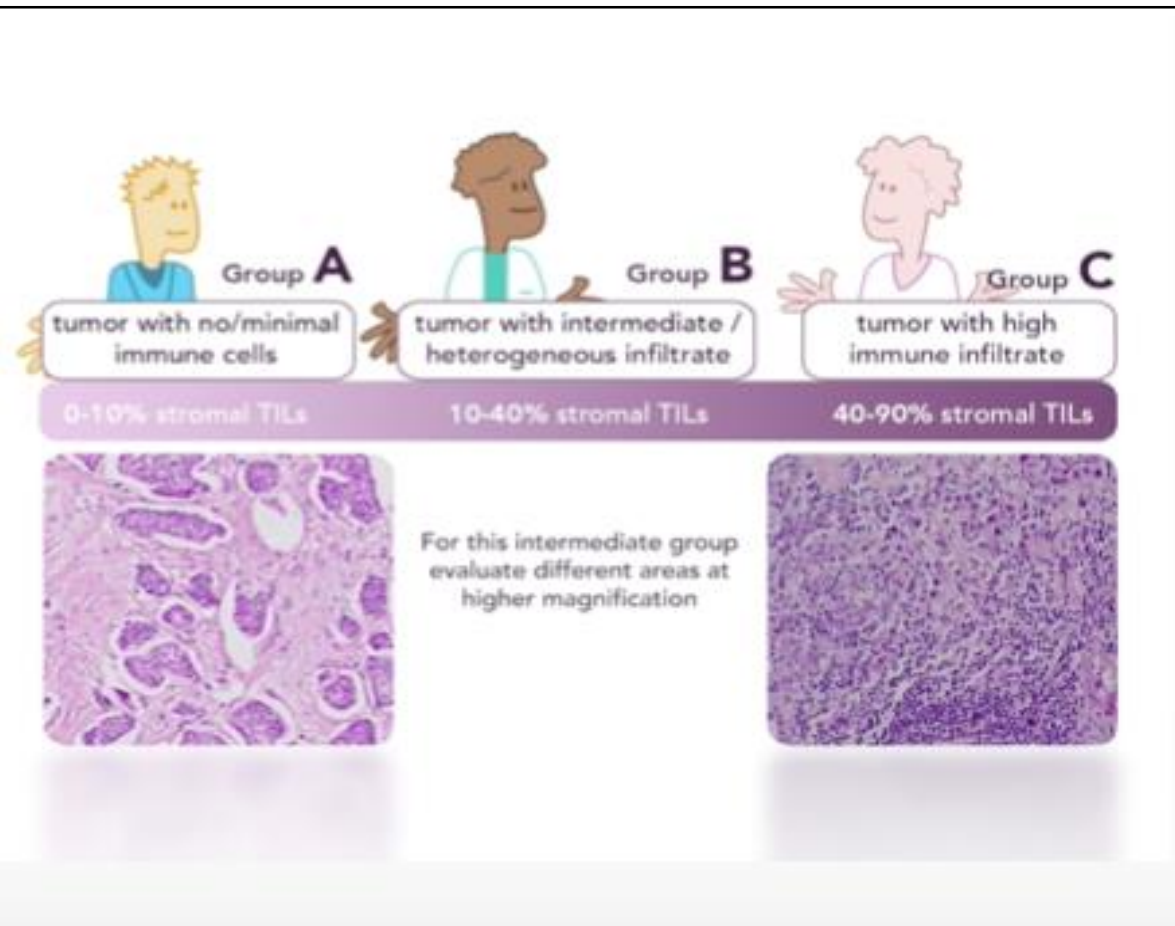 Group A
tumor with no/minimal
immune cells
0-10% stromal TILs
Group B
tumor with intermediate /
heterogeneous infiltrate
10-40% stromal TILs
For this intermediate group
evaluate different areas at
higher magnification
Group C
tumor with high
immune infiltrate
40-90% stromal TILs